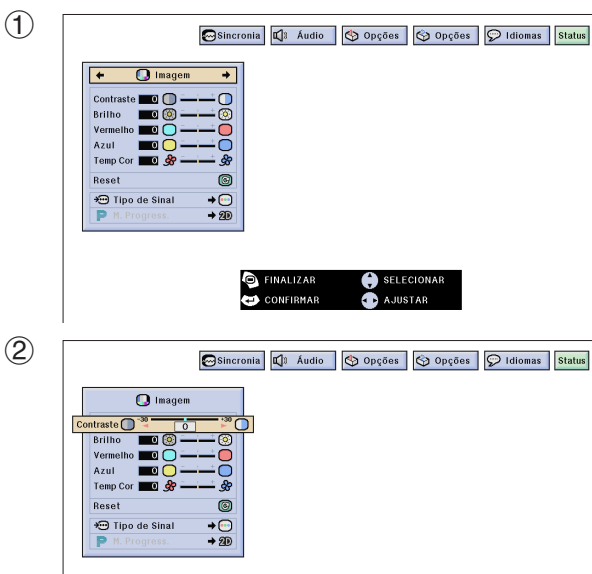 ①
Sincronia Áudio Opções Opções Idiomas Status
Imagem
Contraste 0
Brilho 0
Vermelho 0
Azul 0
Temp Cor 0
Reset
Tipo de Sinal
P M. Progress. 2D
FINALIZAR SELECIONAR
CONFIRMAR AJUSTAR
②
Sincronia Áudio Opções Opções Idiomas Status
Imagem
Contraste -30 0 +30
Brilho 0
Vermelho 0
Azul 0
Temp Cor 0
Reset
Tipo de Sinal
P M. Progress. 2D